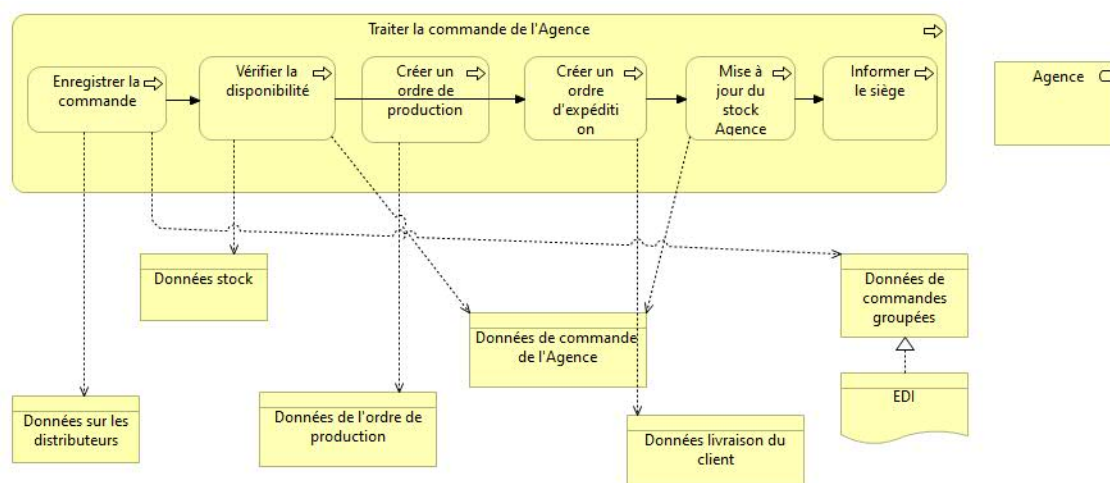 Traiter la commande de l'Agence
Enregistrer la
commande
Vérifier la
disponibilité
Créer un
ordre de
production
Créer un
ordre
d'expéditi
on
Mise à
jour du
stock
Agence
Informer
le siège
Agence
Données stock
Données de
commandes
groupées
Données de commande
de l'Agence
EDI
Données sur les
distributeurs
Données de l'ordre de
production
Données livraison du
client